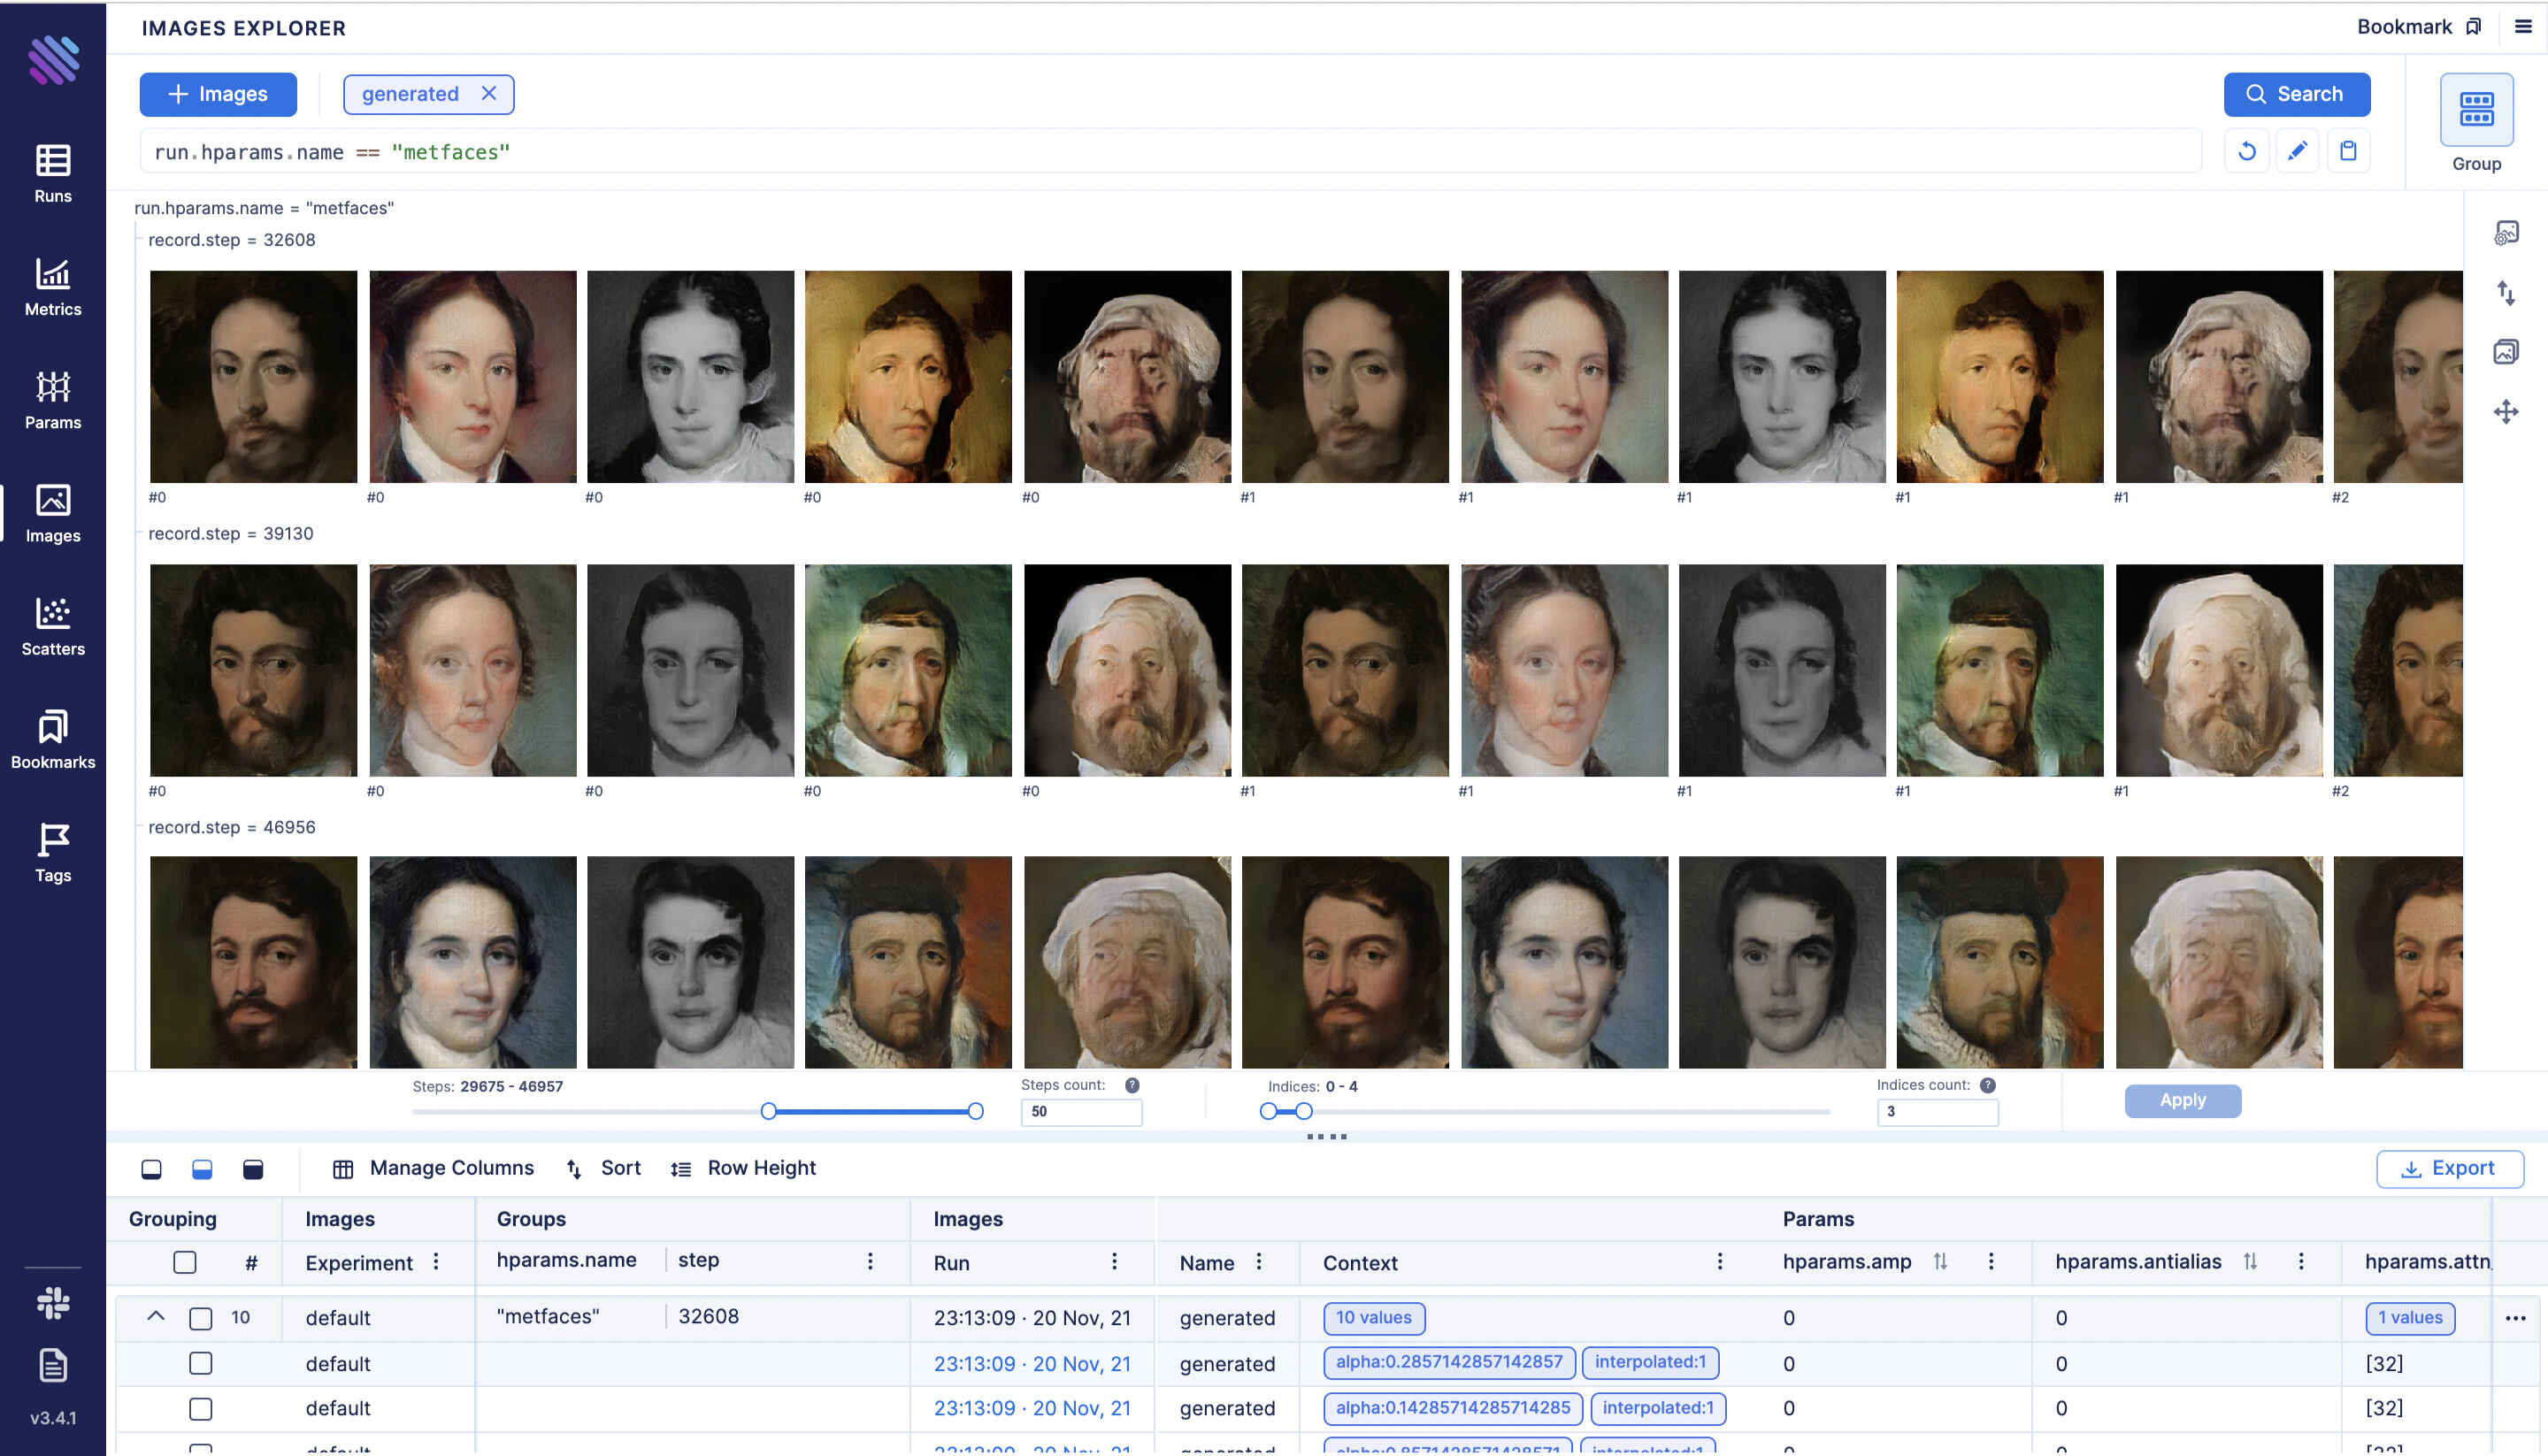 IMAGES EXPLORER
Bookmark
Images
generated
Search
run.hparams.name == "metfaces"
Group
Runs
Metrics
Params
Images
Scatters
Bookmarks
Tags
v3.4.1
run.hparams.name = "metfaces"
record.step = 32608
#0 #0 #0 #0 #0 #1 #1 #1 #1 #1 #2
record.step = 39130
#0 #0 #0 #0 #0 #1 #1 #1 #1 #1 #2
record.step = 46956
Steps: 29675 - 46957
Steps count: ?
50
Indices: 0 - 4
Indices count: ?
3
Apply
Manage Columns Sort Row Height
Export
Grouping Images Groups Images Params
# Experiment hparams.name step Run Name Context hparams.amp hparams.antialias hparams.attn
10 default "metfaces" 32608 23:13:09 · 20 Nov, 21 generated 10 values 0 0 1 values
default 23:13:09 · 20 Nov, 21 generated alpha:0.2857142857142857 interpolated:1 0 0 [32]
default 23:13:09 · 20 Nov, 21 generated alpha:0.14285714285714285 interpolated:1 0 0 [32]